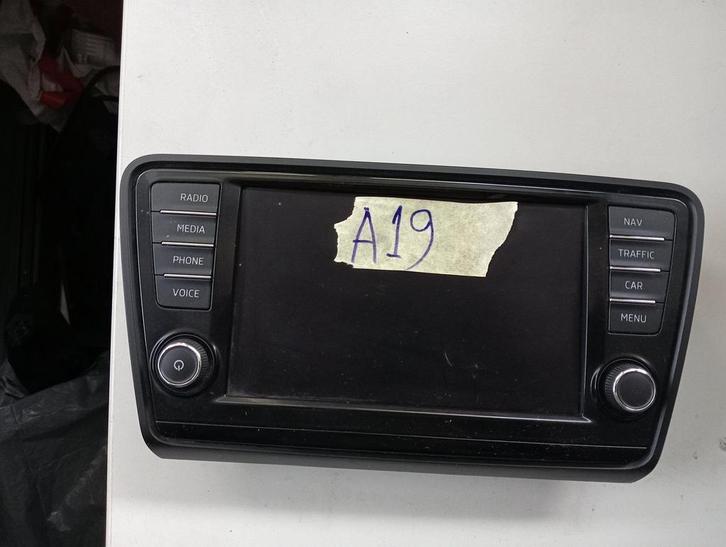 RADIO
MEDIA
PHONE
VOICE
A19
NAV
TRAFFIC
CAR
MENU